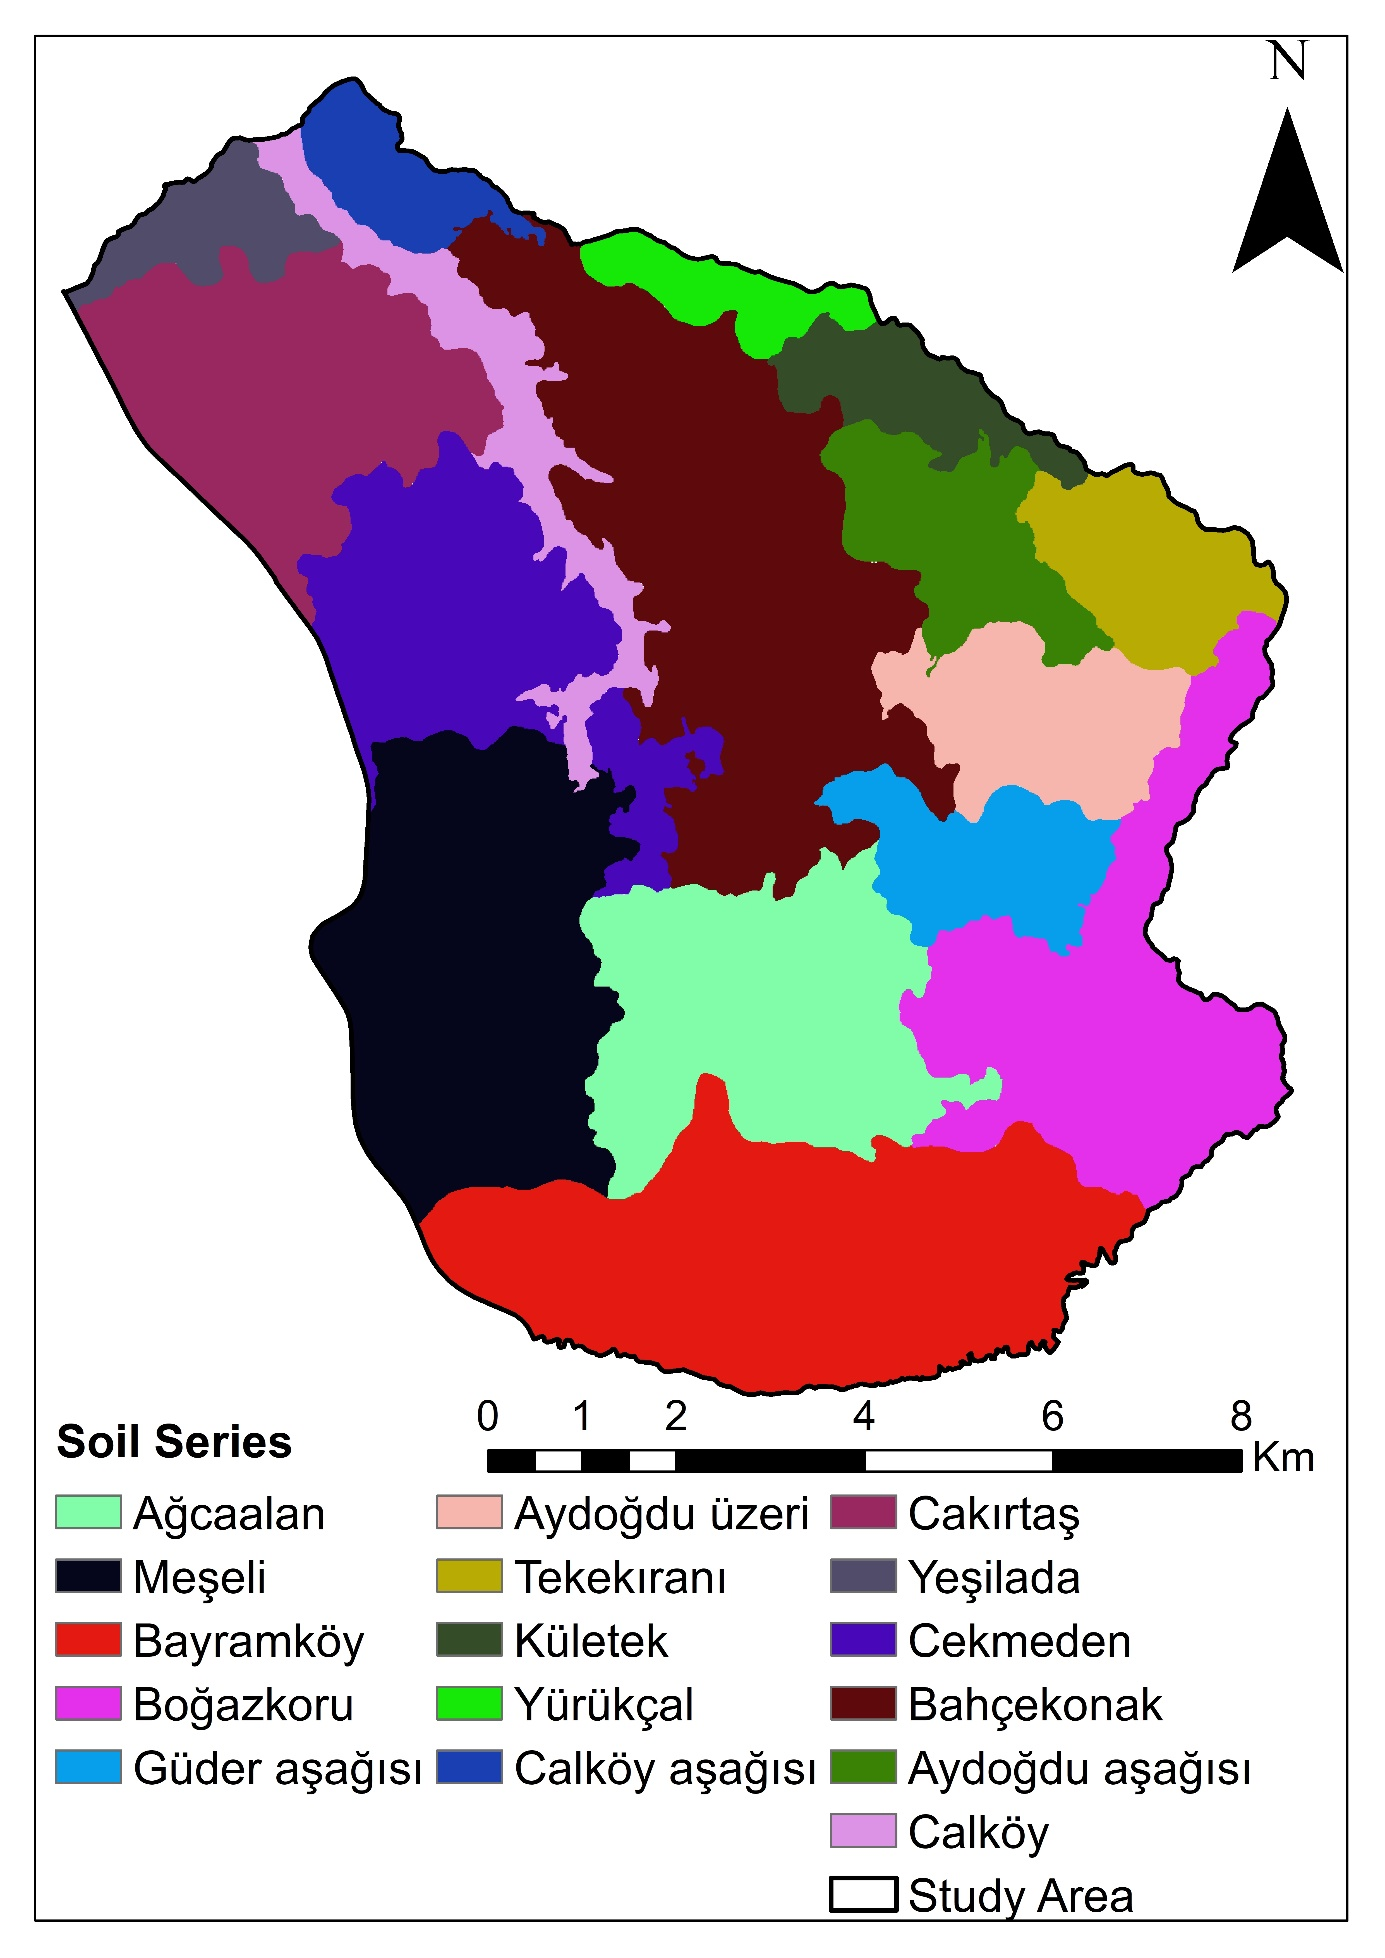 N
0 1 2 4 6 8
Km
Soil Series
Ağcaalan Aydoğdu üzeri Cakırtaş
Meşeli Tekekıranı Yeşilada
Bayramköy Kületek Cekmeden
Boğazkoru Yürükçal Bahçekonak
Güder aşağısı Calköy aşağısı Aydoğdu aşağısı
Calköy
Study Area